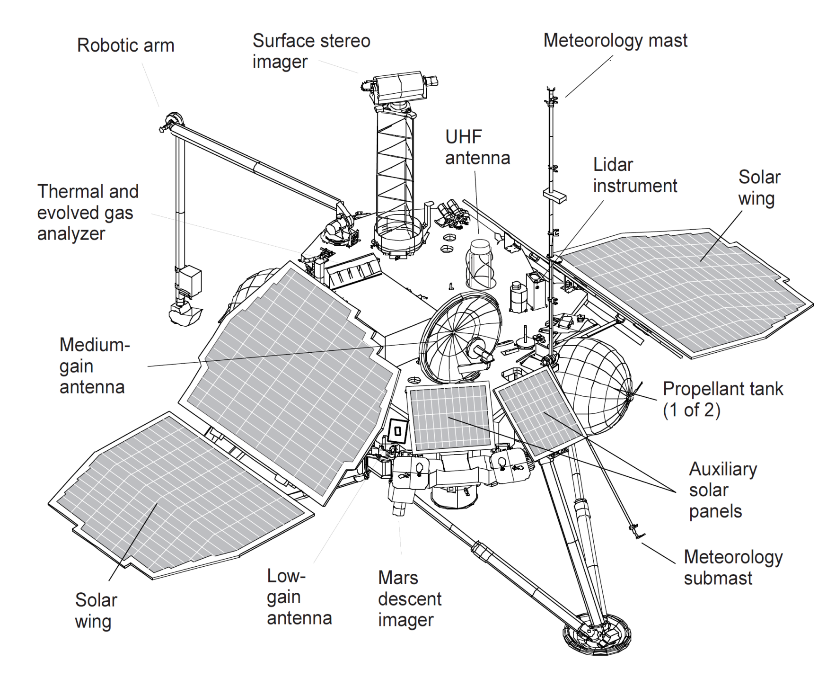 Robotic arm
Surface stereo
imager
Meteorology mast
UHF
antenna
Lidar
instrument
Solar
wing
Thermal and
evolved gas
analyzer
Medium-
gain
antenna
Propellant tank
(1 of 2)
Auxiliary
solar
panels
Meteorology
submast
Solar
wing
Low-
gain
antenna
Mars
descent
imager